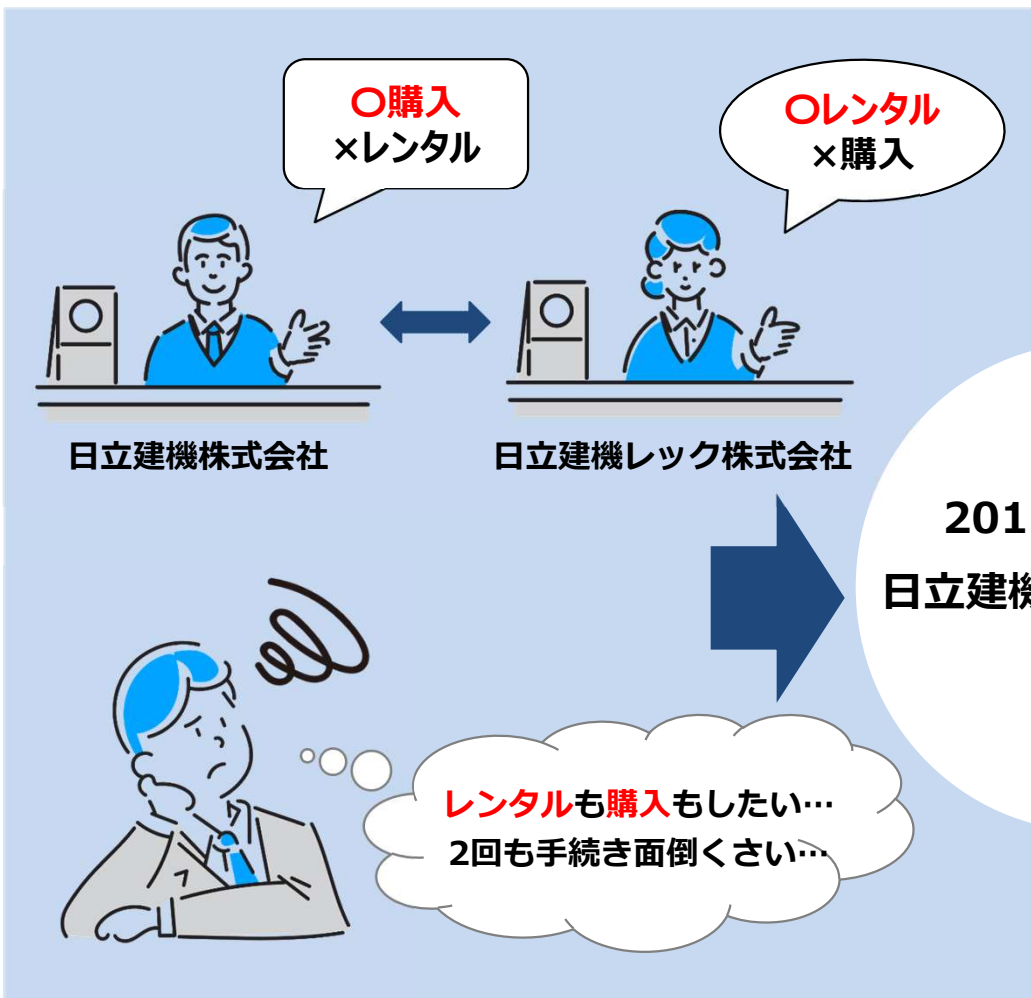 〇購入
×レンタル
〇レンタル
×購入
日立建機株式会社
日立建機レック株式会社
201
日立建機
レンタルも購入もしたい…
2回も手続き面倒くさい…